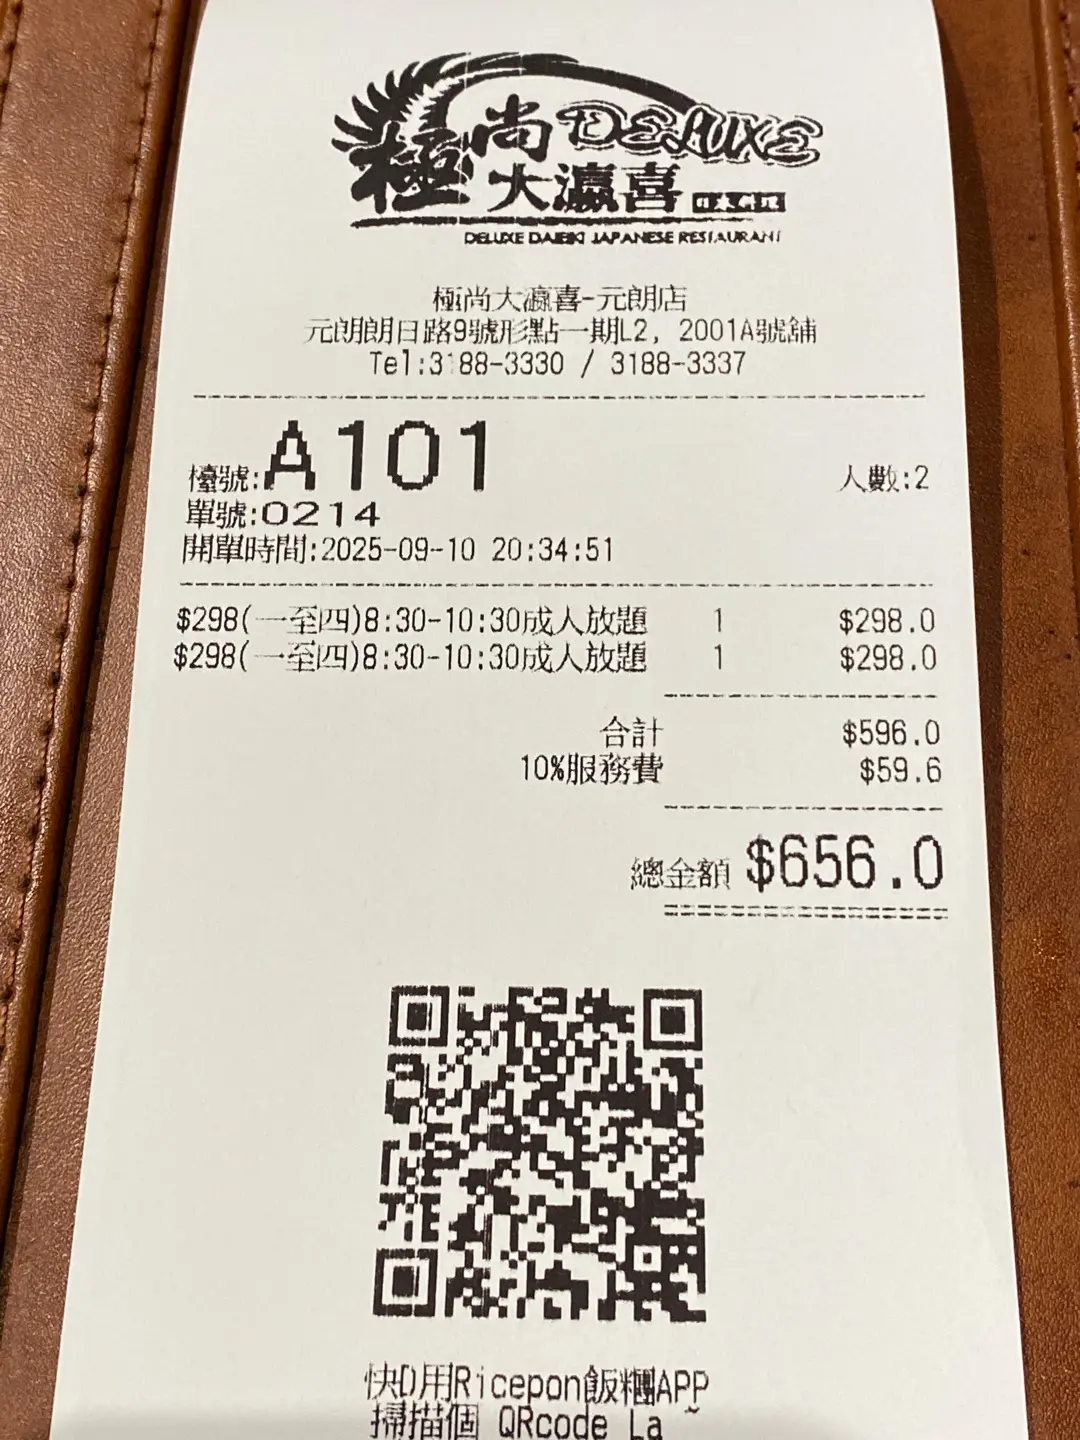 極尚 DELUXE
大瀛喜
DELUXE DAIEIKI JAPANESE RESTAURANT
極尚大瀛喜-元朗店
元朗朗日路9號形點一期L2, 2001A號舖
Tel:3188-3330 / 3188-3337
檯號:A101 人數:2
單號:0214
開單時間:2025-09-10 20:34:51
$298(一至四)8:30-10:30成人放題 1 $298.0
$298(一至四)8:30-10:30成人放題 1 $298.0
合計 $596.0
10%服務費 $59.6
總金額 $656.0
快D用Ricepon飯糰APP
掃描個 QRcode La~